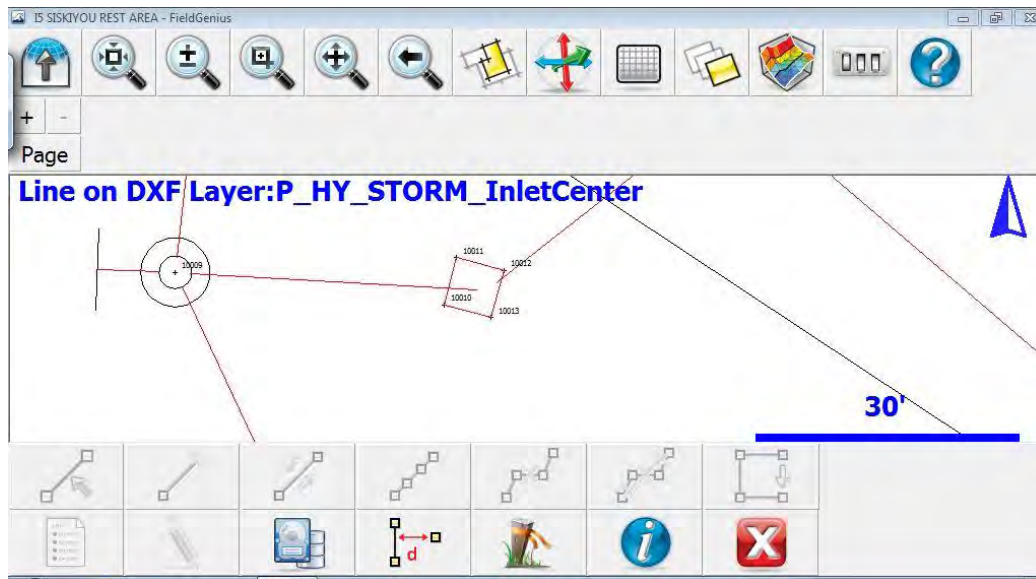 I5 SISKIYOU REST AREA - FieldGenius
+ -
Page
Line on DXF Layer:P_HY_STORM_InletCenter
10009
10011
10012
10010
10013
30'
d